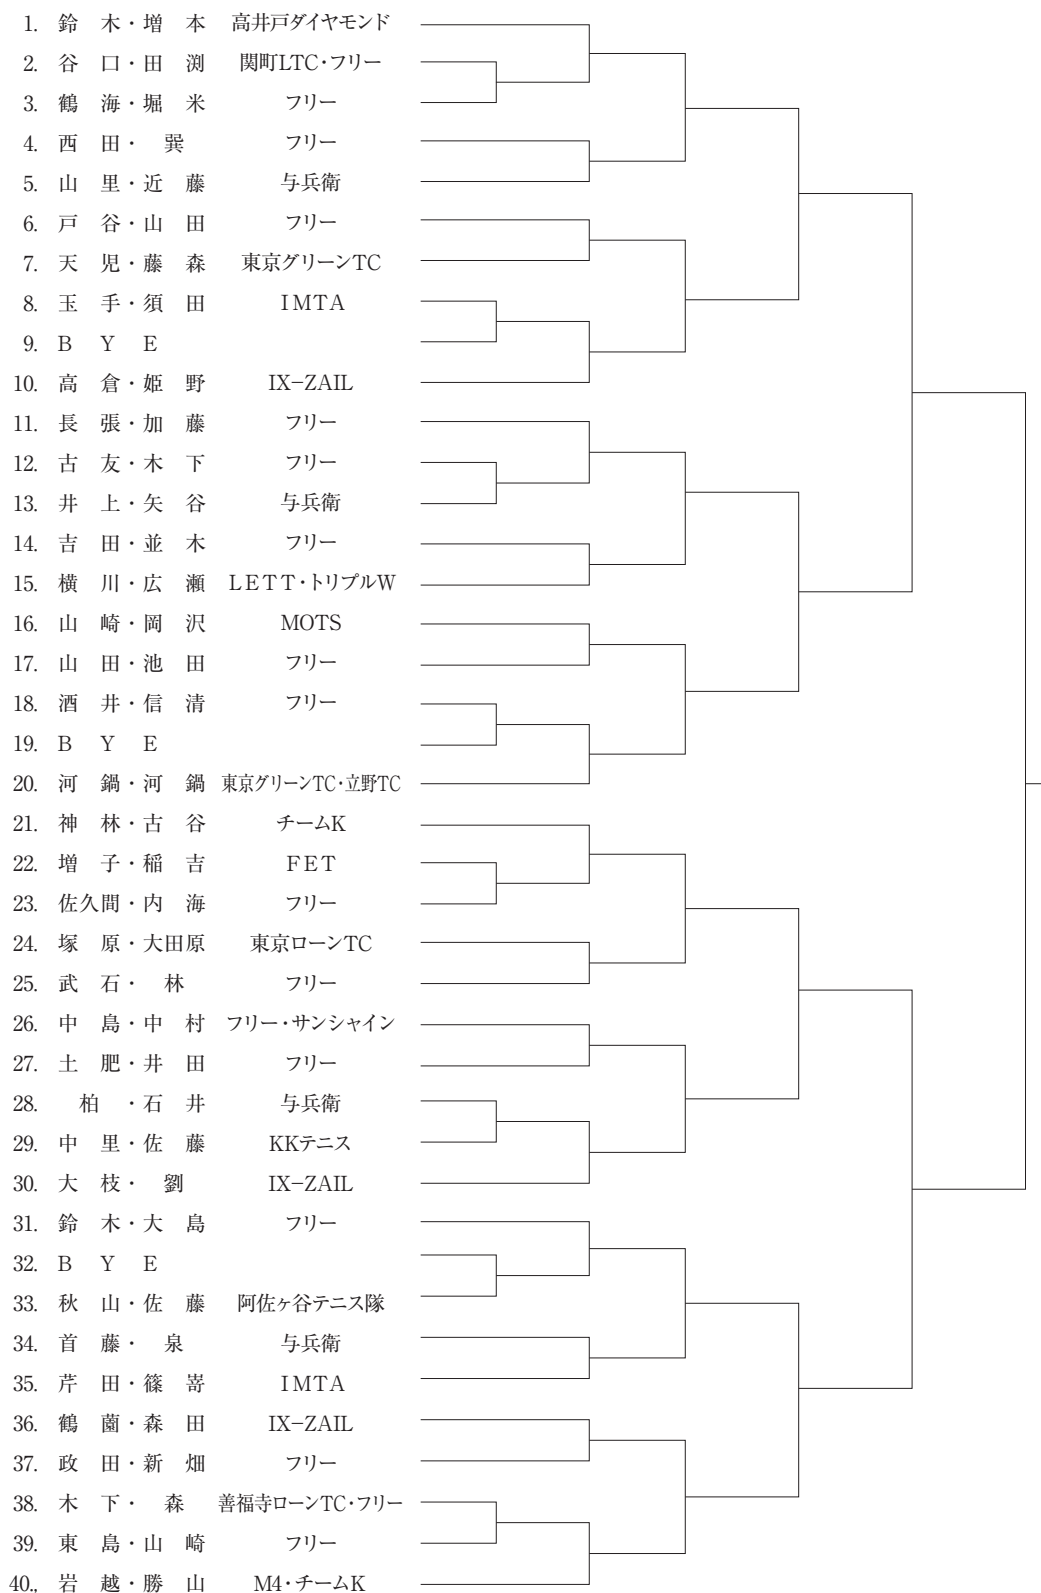 1. 鈴 木・増 本 高井戸ダイヤモンド
2. 谷 口・田 渕 関町LTC・フリー
3. 鶴 海・堀 米 フリー
4. 西 田・ 巽 フリー
5. 山 里・近 藤 与兵衛
6. 戸 谷・山 田 フリー
7. 天 児・藤 森 東京グリーンTC
8. 玉 手・須 田 IMTA
9. B Y E
10. 高 倉・姫 野 IX-ZAIL
11. 長 張・加 藤 フリー
12. 古 友・木 下 フリー
13. 井 上・矢 谷 与兵衛
14. 吉 田・並 木 フリー
15. 横 川・広 瀬 LETT・トリプルW
16. 山 崎・岡 沢 MOTS
17. 山 田・池 田 フリー
18. 酒 井・信 清 フリー
19. B Y E
20. 河 鍋・河 鍋 東京グリーンTC・立野TC
21. 神 林・古 谷 チームK
22. 増 子・稲 吉 FET
23. 佐久間・内 海 フリー
24. 塚 原・大田原 東京ローンTC
25. 武 石・ 林 フリー
26. 中 島・中 村 フリー・サンシャイン
27. 土 肥・井 田 フリー
28. 柏 ・石 井 与兵衛
29. 中 里・佐 藤 KKテニス
30. 大 枝・ 劉 IX-ZAIL
31. 鈴 木・大 島 フリー
32. B Y E
33. 秋 山・佐 藤 阿佐ヶ谷テニス隊
34. 首 藤・ 泉 与兵衛
35. 芹 田・篠 嵜 IMTA
36. 鶴 薗・森 田 IX-ZAIL
37. 政 田・新 畑 フリー
38. 木 下・ 森 善福寺ローンTC・フリー
39. 東 島・山 崎 フリー
40., 岩 越・勝 山 M4・チームK